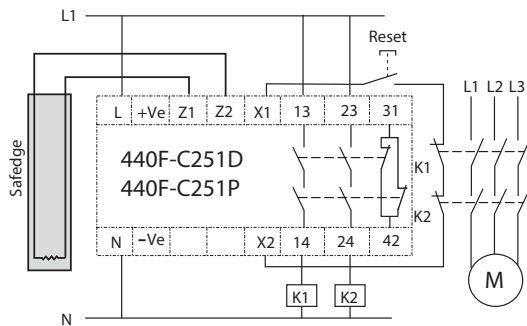 L1
Reset
L1 L2 L3
L +Ve Z1 Z2 X1 13 23 31
Safedge
440F-C251D
440F-C251P
K1
K2
N –Ve X2 14 24 42
K1 K2
M
N